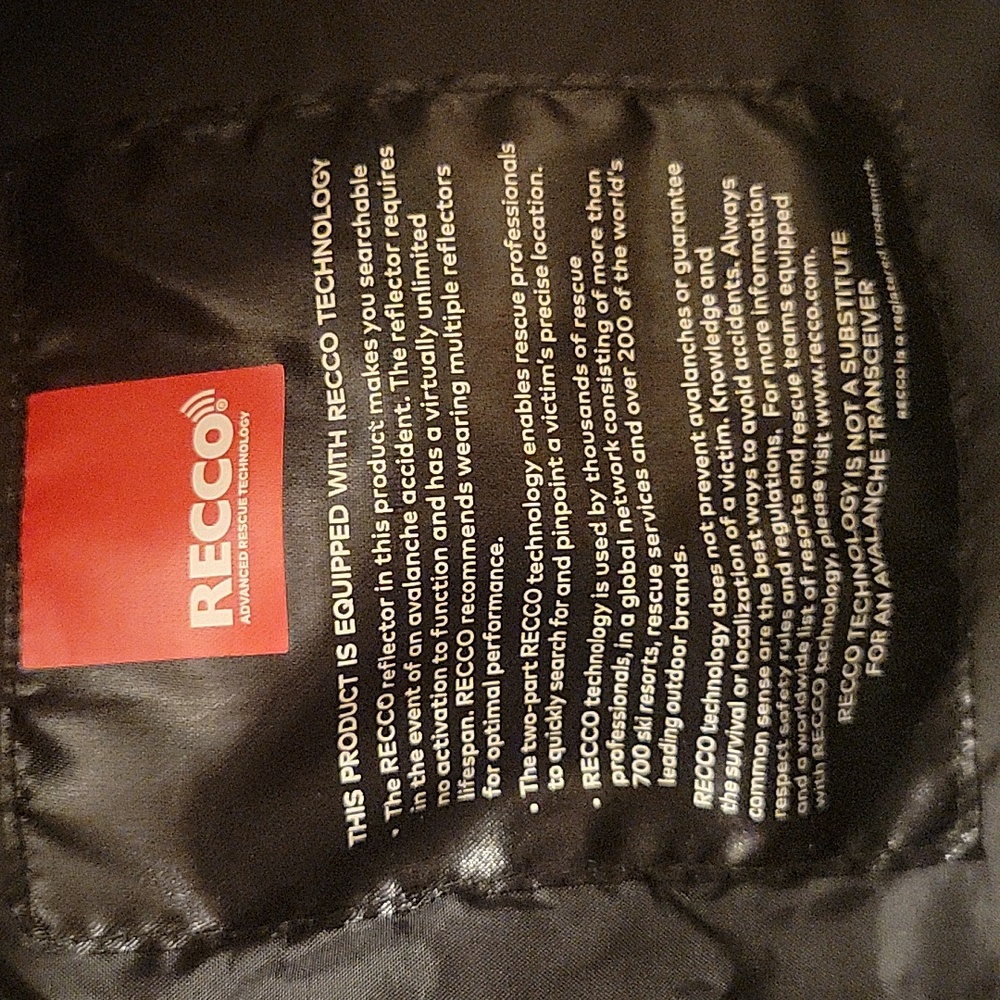 RECCO®
ADVANCED RESCUE TECHNOLOGY
THIS PRODUCT IS EQUIPPED WITH RECCO TECHNOLOGY
• The RECCO reflector in this product makes you searchable
in the event of an avalanche accident. The reflector requires
no activation to function and has a virtually unlimited
lifespan. RECCO recommends wearing multiple reflectors
for optimal performance.
• The two-part RECCO technology enables rescue professionals
to quickly search for and pinpoint a victim's precise location.
• RECCO technology is used by thousands of rescue
professionals, in a global network consisting of more than
700 ski resorts, rescue services and over 200 of the world's
leading outdoor brands.
RECCO technology does not prevent avalanches or guarantee
the survival or localization of a victim. Knowledge and
common sense are the best ways to avoid accidents. Always
respect safety rules and regulations. For more information
and a worldwide list of resorts and rescue teams equipped
with RECCO technology, please visit www.recco.com.
RECCO TECHNOLOGY IS NOT A SUBSTITUTE
FOR AN AVALANCHE TRANSCEIVER
RECCO is a registered trademark